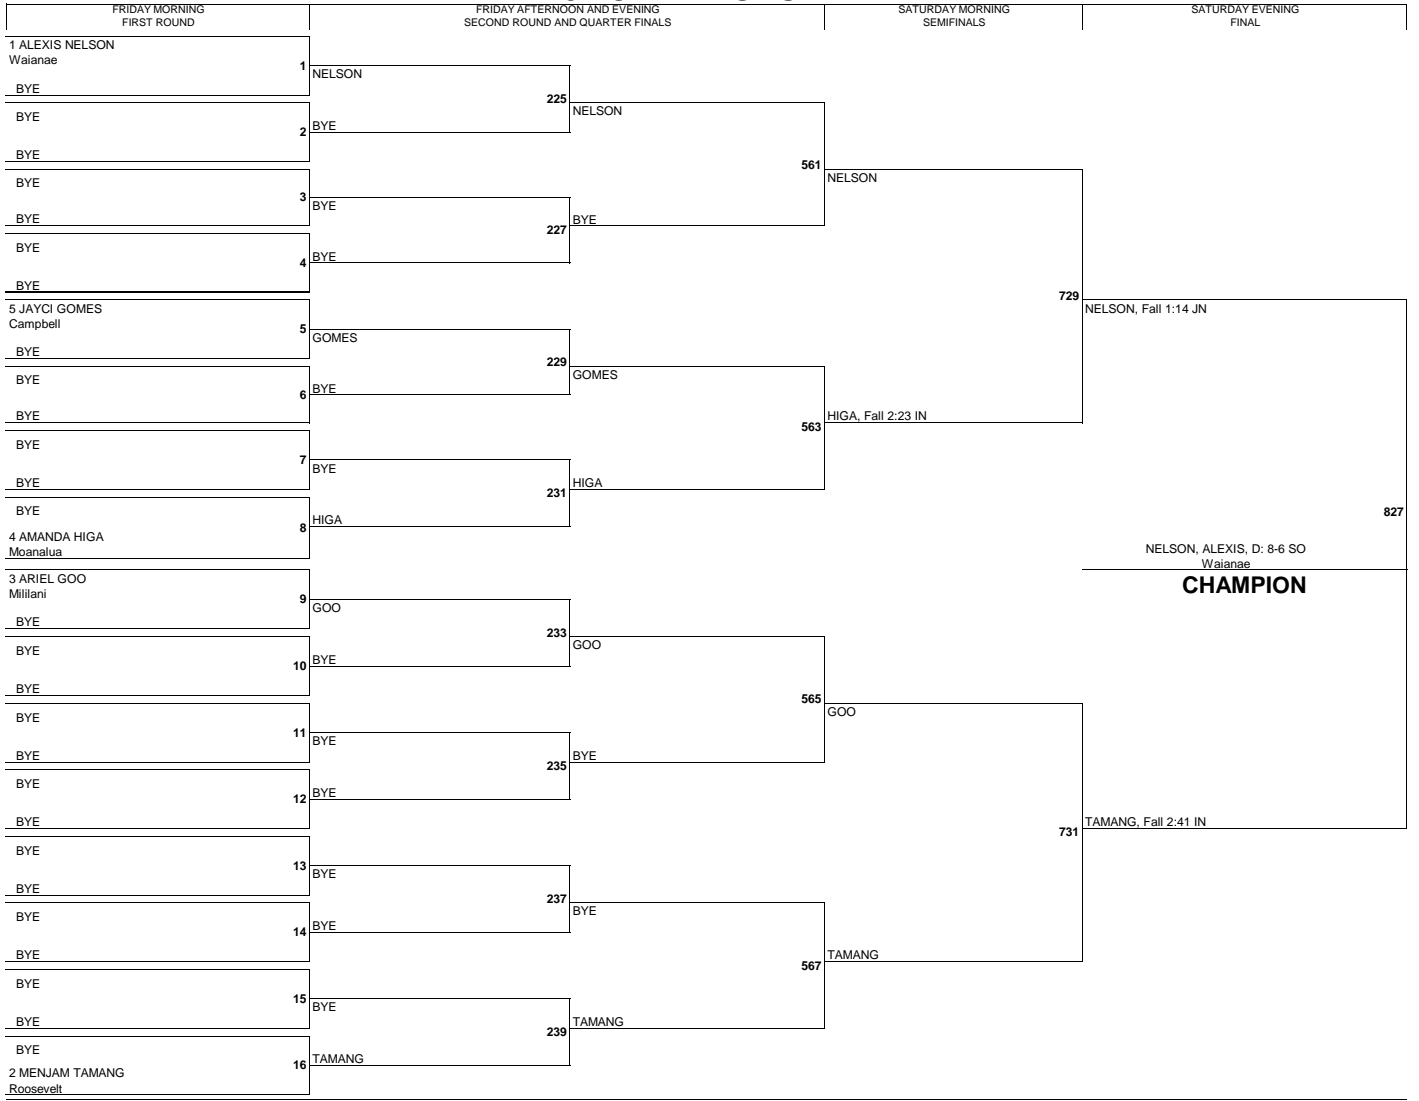 FRIDAY MORNING
FIRST ROUND
FRIDAY AFTERNOON AND EVENING
SECOND ROUND AND QUARTER FINALS
SATURDAY MORNING
SEMIFINALS
SATURDAY EVENING
FINAL
1 ALEXIS NELSON
Waianae
BYE
1
BYE
BYE
2
BYE
BYE
3
BYE
BYE
4
5 JAYCI GOMES
Campbell
BYE
5
BYE
BYE
6
BYE
BYE
7
BYE
4 AMANDA HIGA
Moanalua
8
3 ARIEL GOO
Mililani
BYE
9
BYE
BYE
10
BYE
BYE
11
BYE
BYE
12
BYE
BYE
13
BYE
BYE
14
BYE
BYE
15
BYE
2 MENJAM TAMANG
Roosevelt
16
NELSON
BYE
225
BYE
BYE
227
GOMES
BYE
229
BYE
HIGA
231
GOO
BYE
233
BYE
BYE
235
BYE
BYE
237
BYE
TAMANG
239
NELSON
BYE
561
GOMES
HIGA
563
GOO
BYE
565
BYE
TAMANG
567
NELSON
HIGA, Fall 2:23 IN
729
GOO
TAMANG
731
NELSON, Fall 1:14 JN
TAMANG, Fall 2:41 IN
827
NELSON, ALEXIS, D: 8-6 SO
Waianae
CHAMPION